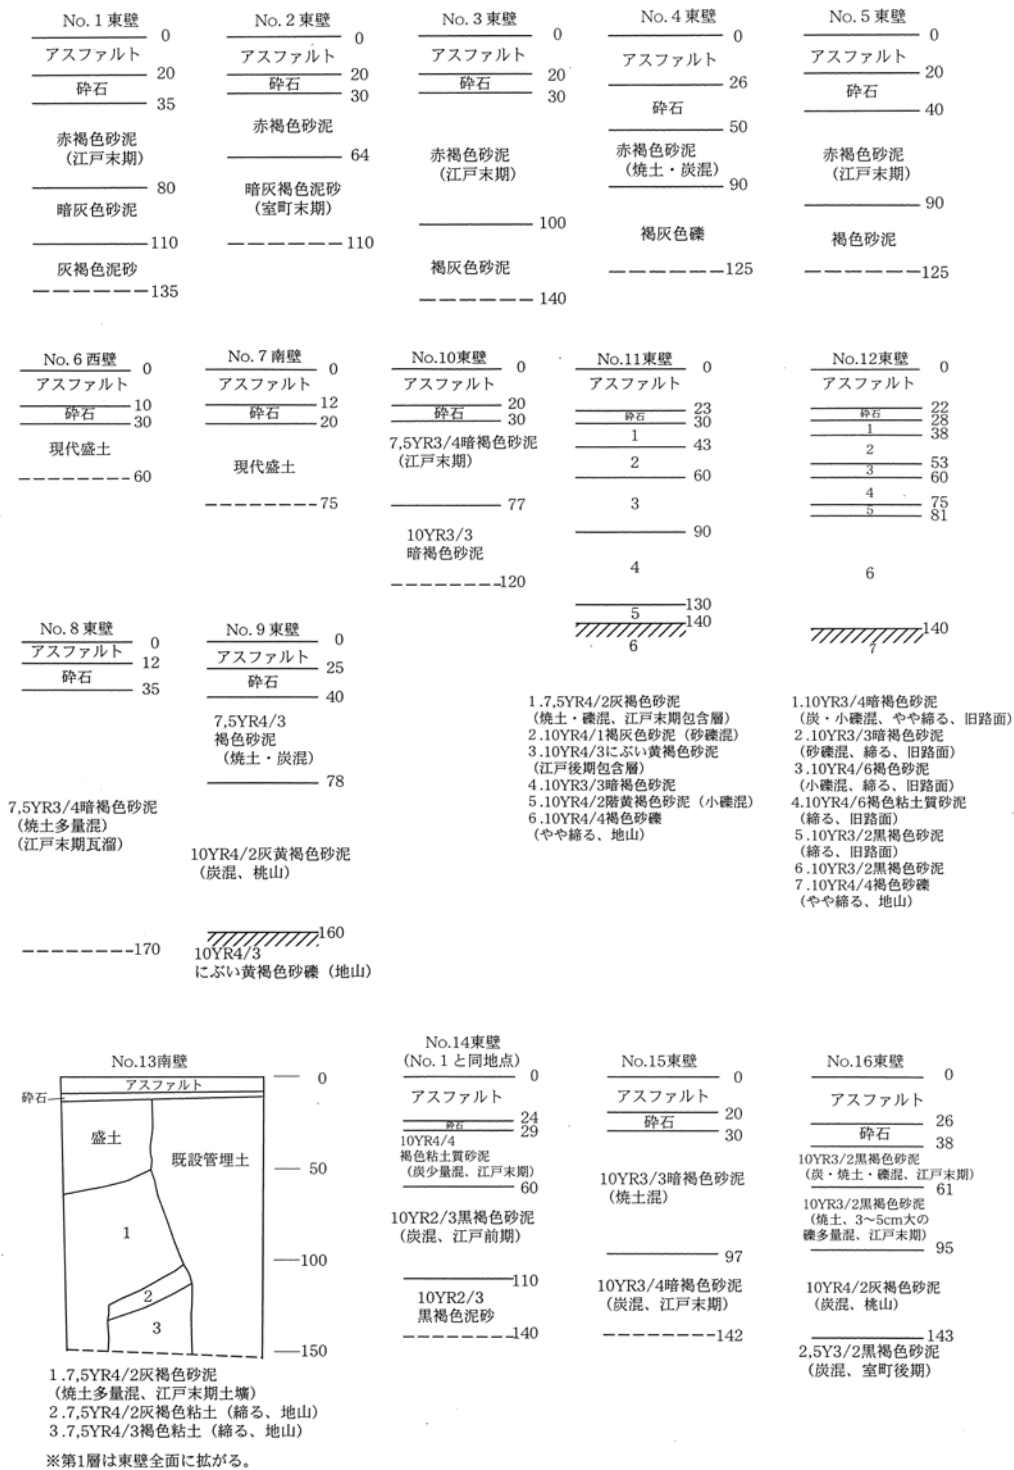 No. 1 東壁
0
アスファルト
20
砕石
35
赤褐色砂泥
(江戸末期)
80
暗灰色砂泥
110
灰褐色泥砂
135
No. 2 東壁
0
アスファルト
20
砕石
30
赤褐色砂泥
64
暗灰褐色泥砂
(室町末期)
110
No. 3 東壁
0
アスファルト
20
砕石
30
赤褐色砂泥
(江戸末期)
100
褐灰色砂泥
140
No. 4 東壁
0
アスファルト
26
砕石
50
赤褐色砂泥
(焼土・炭混)
90
褐灰色礫
125
No. 5 東壁
0
アスファルト
20
砕石
40
赤褐色砂泥
(江戸末期)
90
褐色砂泥
125
No. 6 西壁
0
アスファルト
10
砕石
30
現代盛土
60
No. 7 南壁
0
アスファルト
12
砕石
20
現代盛土
75
No.10東壁
0
アスファルト
20
砕石
30
7,5YR3/4暗褐色砂泥
(江戸末期)
77
10YR3/3
暗褐色砂泥
120
No.11東壁
0
アスファルト
23
砕石
30
1
43
2
60
3
90
4
130
5
140
6
No.12東壁
0
アスファルト
22
砕石
28
1
38
2
53
3
60
4
75
5
81
6
140
7
No. 8 東壁
0
アスファルト
12
砕石
35
7,5YR3/4暗褐色砂泥
(焼土多量混)
(江戸末期瓦溜)
170
No. 9 東壁
0
アスファルト
25
砕石
40
7,5YR4/3
褐色砂泥
(焼土・炭混)
78
10YR4/2灰黄褐色砂泥
(炭混、桃山)
160
10YR4/3
にぶい黄褐色砂礫（地山）
1.7,5YR4/2灰褐色砂泥
(焼土・礫混、江戸末期包含層)
2.10YR4/1褐灰色砂泥（砂礫混）
3.10YR4/3にぶい黄褐色砂泥
(江戸後期包含層)
4.10YR3/3暗褐色砂泥
5.10YR4/2階黄褐色砂泥（小礫混）
6.10YR4/4褐色砂礫
(やや締る、地山)
1.10YR3/4暗褐色砂泥
(炭・小礫混、やや締る、旧路面)
2.10YR3/3暗褐色砂泥
(砂礫混、締る、旧路面)
3.10YR4/6褐色砂泥
(小礫混、締る、旧路面)
4.10YR4/6褐色粘土質砂泥
(締る、旧路面)
5.10YR3/2黒褐色砂泥
(締る、旧路面)
6.10YR3/2黒褐色砂泥
7.10YR4/4褐色砂礫
(やや締る、地山)
No.13南壁
アスファルト
0
砕石
盛土
既設管埋土
50
1
100
2
3
150
1.7,5YR4/2灰褐色砂泥
(焼土多量混、江戸末期土壙)
2.7,5YR4/2灰褐色粘土（締る、地山）
3.7,5YR4/3褐色粘土（締る、地山）
※第1層は東壁全面に拡がる。
No.14東壁
(No. 1 と同地点)
0
アスファルト
24
砕石
29
10YR4/4
褐色粘土質砂泥
(炭少量混、江戸末期)
60
10YR2/3黒褐色砂泥
(炭混、江戸前期)
110
10YR2/3
黒褐色泥砂
140
No.15東壁
0
アスファルト
20
砕石
30
10YR3/3暗褐色砂泥
(焼土混)
97
10YR3/4暗褐色砂泥
(炭混、江戸末期)
142
No.16東壁
0
アスファルト
26
砕石
38
10YR3/2黒褐色砂泥
(炭・焼土・礫混、江戸末期)
61
10YR3/2黒褐色砂泥
(焼土、3〜5cm大の
礫多量混、江戸末期)
95
10YR4/2灰褐色砂泥
(炭混、桃山)
143
2,5Y3/2黒褐色砂泥
(炭混、室町後期)